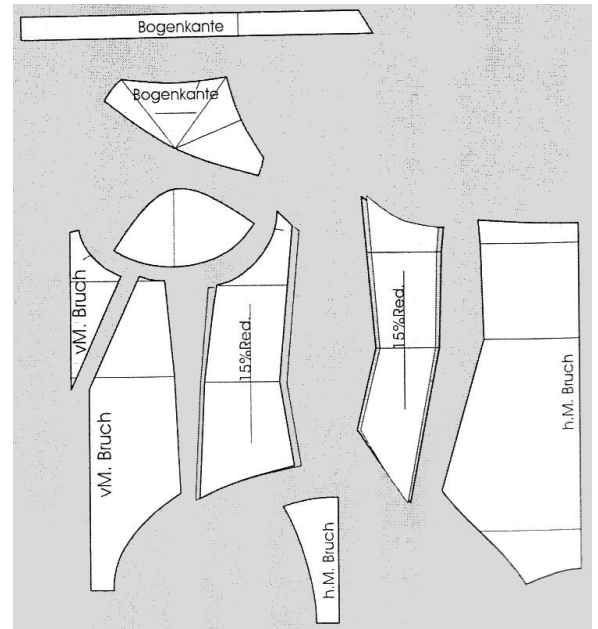 Bogenkante
Bogenkante
vM. Bruch
vM. Bruch
15%Red.
15%Red.
h.M. Bruch
h.M. Bruch